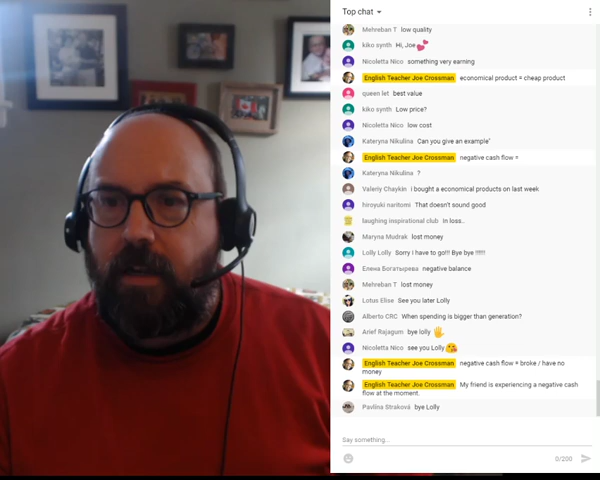 Top chat
Mehreban T low quality
kiko synth Hi, Joe
Nicoletta Nico something very earning
English Teacher Joe Crossman economical product = cheap product
queen let best value
kiko synth Low price?
Nicoletta Nico low cost
Kateryna Nikulina Can you give an example'
English Teacher Joe Crossman negative cash flow =
Kateryna Nikulina ?
Valeriy Chaykin i bought a economical products on last week
hiroyuki naritomi That doesn't sound good
laughing inspirational club In loss..
Maryna Mudrak lost money
Lolly Lolly Sorry I have to go!!! Bye bye !!!!!!
Елена Богатырева negative balance
Mehreban T lost money
Lotus Elise See you later Lolly
Alberto CRC When spending is bigger than generation?
Arief Rajagum bye lolly
Nicoletta Nico see you Lolly
English Teacher Joe Crossman negative cash flow = broke / have no
money
English Teacher Joe Crossman My friend is experiencing a negative cash
flow at the moment.
Pavlína Straková bye Lolly
Say something...
0/200